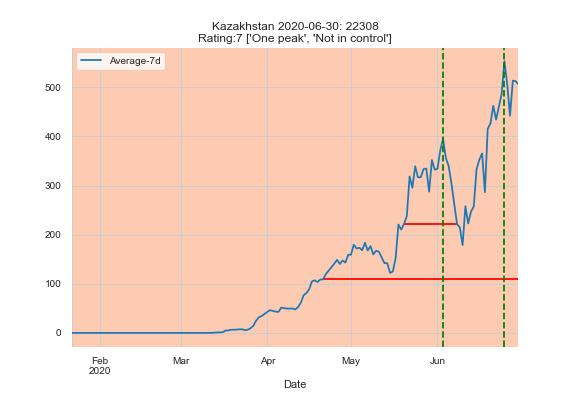 Kazakhstan 2020-06-30: 22308
Rating:7 ['One peak', 'Not in control']
Average-7d
500
400
300
200
100
0
Feb
2020
Mar
Apr
May
Jun
Date